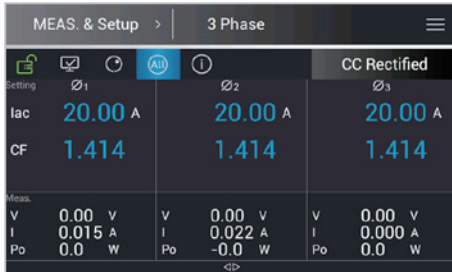 MEAS. & Setup > 3 Phase
All i CC Rectified
Setting Ø1 Ø2 Ø3
Iac 20.00 A 20.00 A 20.00 A
CF 1.414 1.414 1.414
Meas.
V 0.00 V V 0.00 V V 0.00 V
I 0.015 A I 0.022 A I 0.000 A
Po 0.0 W Po -0.0 W Po 0.0 W